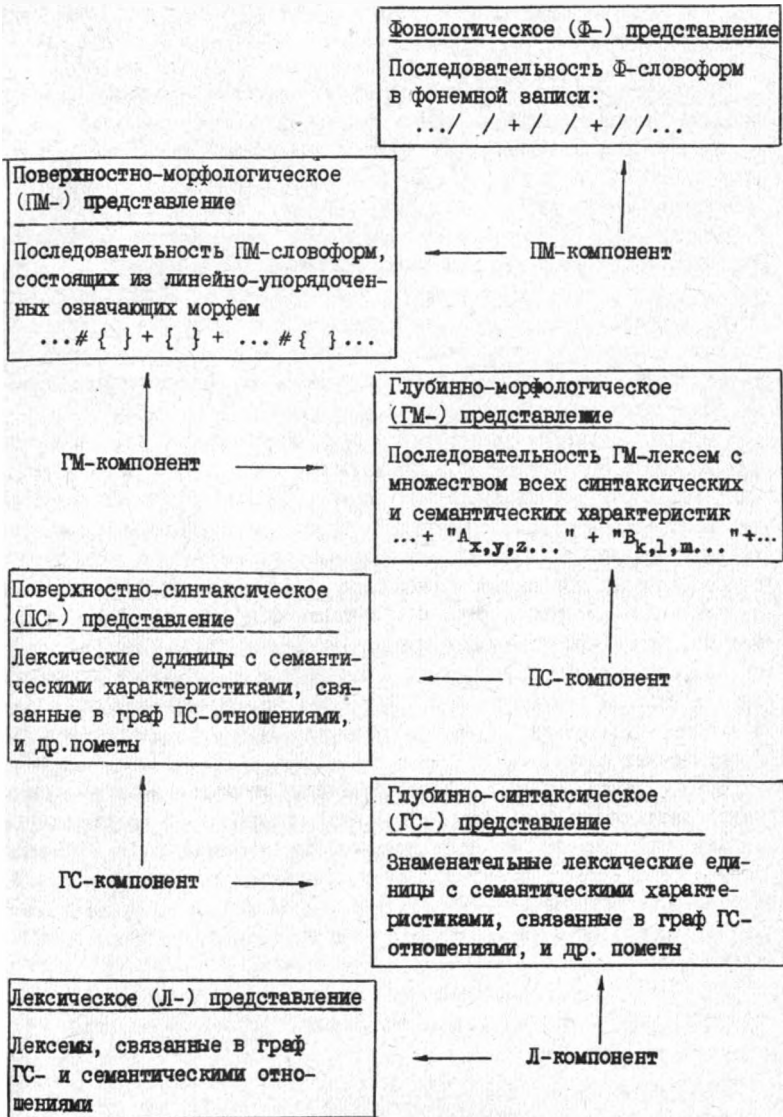 Фонологическое (Ф-) представление
Последовательность Ф-словоформ
в фонемной записи:
.../ / + / / + / /...
Поверхностно-морфологическое
(ПМ-) представление
Последовательность ПМ-словоформ,
состоящих из линейно-упорядочен-
ных означающих морфем
...# { } + { } + ... # { }...
ПМ-компонент
Глубинно-морфологическое
(ГМ-) представление
Последовательность ГМ-лексем с
множеством всех синтаксических
и семантических характеристик
...+ "A x,y,z..." + "B k,l,m..."+...
ГМ-компонент
Поверхностно-синтаксическое
(ПС-) представление
Лексические единицы с семанти-
ческими характеристиками, свя-
занные в граф ПС-отношениями,
и др.пометы
ПС-компонент
Глубинно-синтаксическое
(ГС-) представление
Знаменательные лексические еди-
ницы с семантическими характе-
ристиками, связанные в граф ГС-
отношениями, и др. пометы
ГС-компонент
Лексическое (Л-) представление
Лексемы, связанные в граф
ГС- и семантическими отно-
шениями
Л-компонент